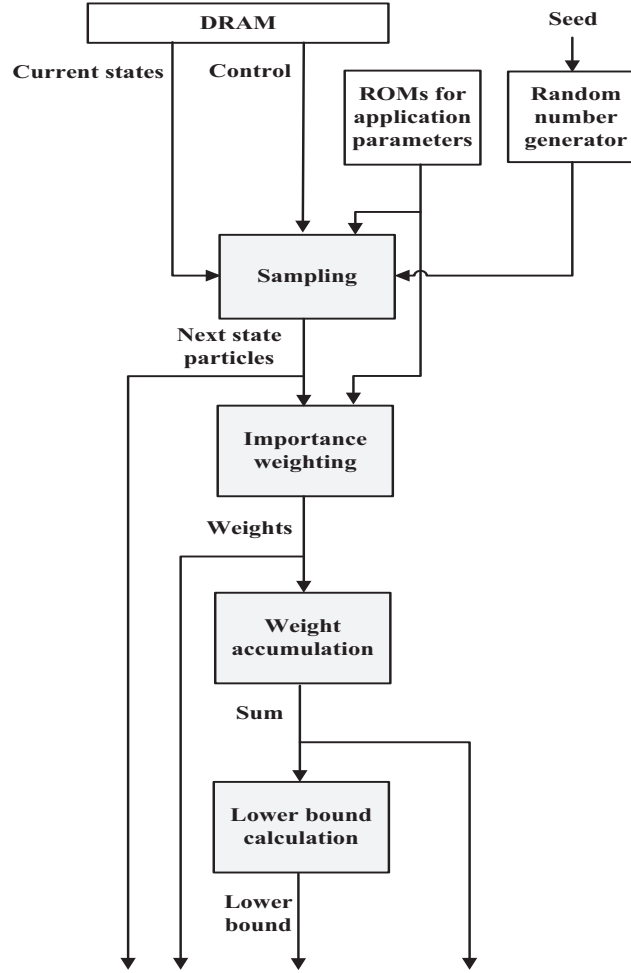 DRAM
Seed
Current states
Control
ROMs for
application
parameters
Random
number
generator
Sampling
Next state
particles
Importance
weighting
Weights
Weight
accumulation
Sum
Lower bound
calculation
Lower
bound